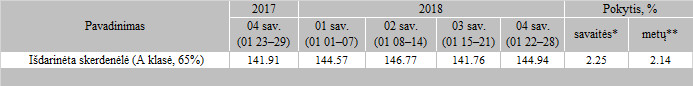 Pavadinimas 2017 2018 Pokytis, %
04 sav. (01 23–29) 01 sav. (01 01–07) 02 sav. (01 08–14) 03 sav. (01 15–21) 04 sav. (01 22–28) savaitės* metų**
Išdarinėta skerdenėlė (A klasė, 65%) 141.91 144.57 146.77 141.76 144.94 2.25 2.14